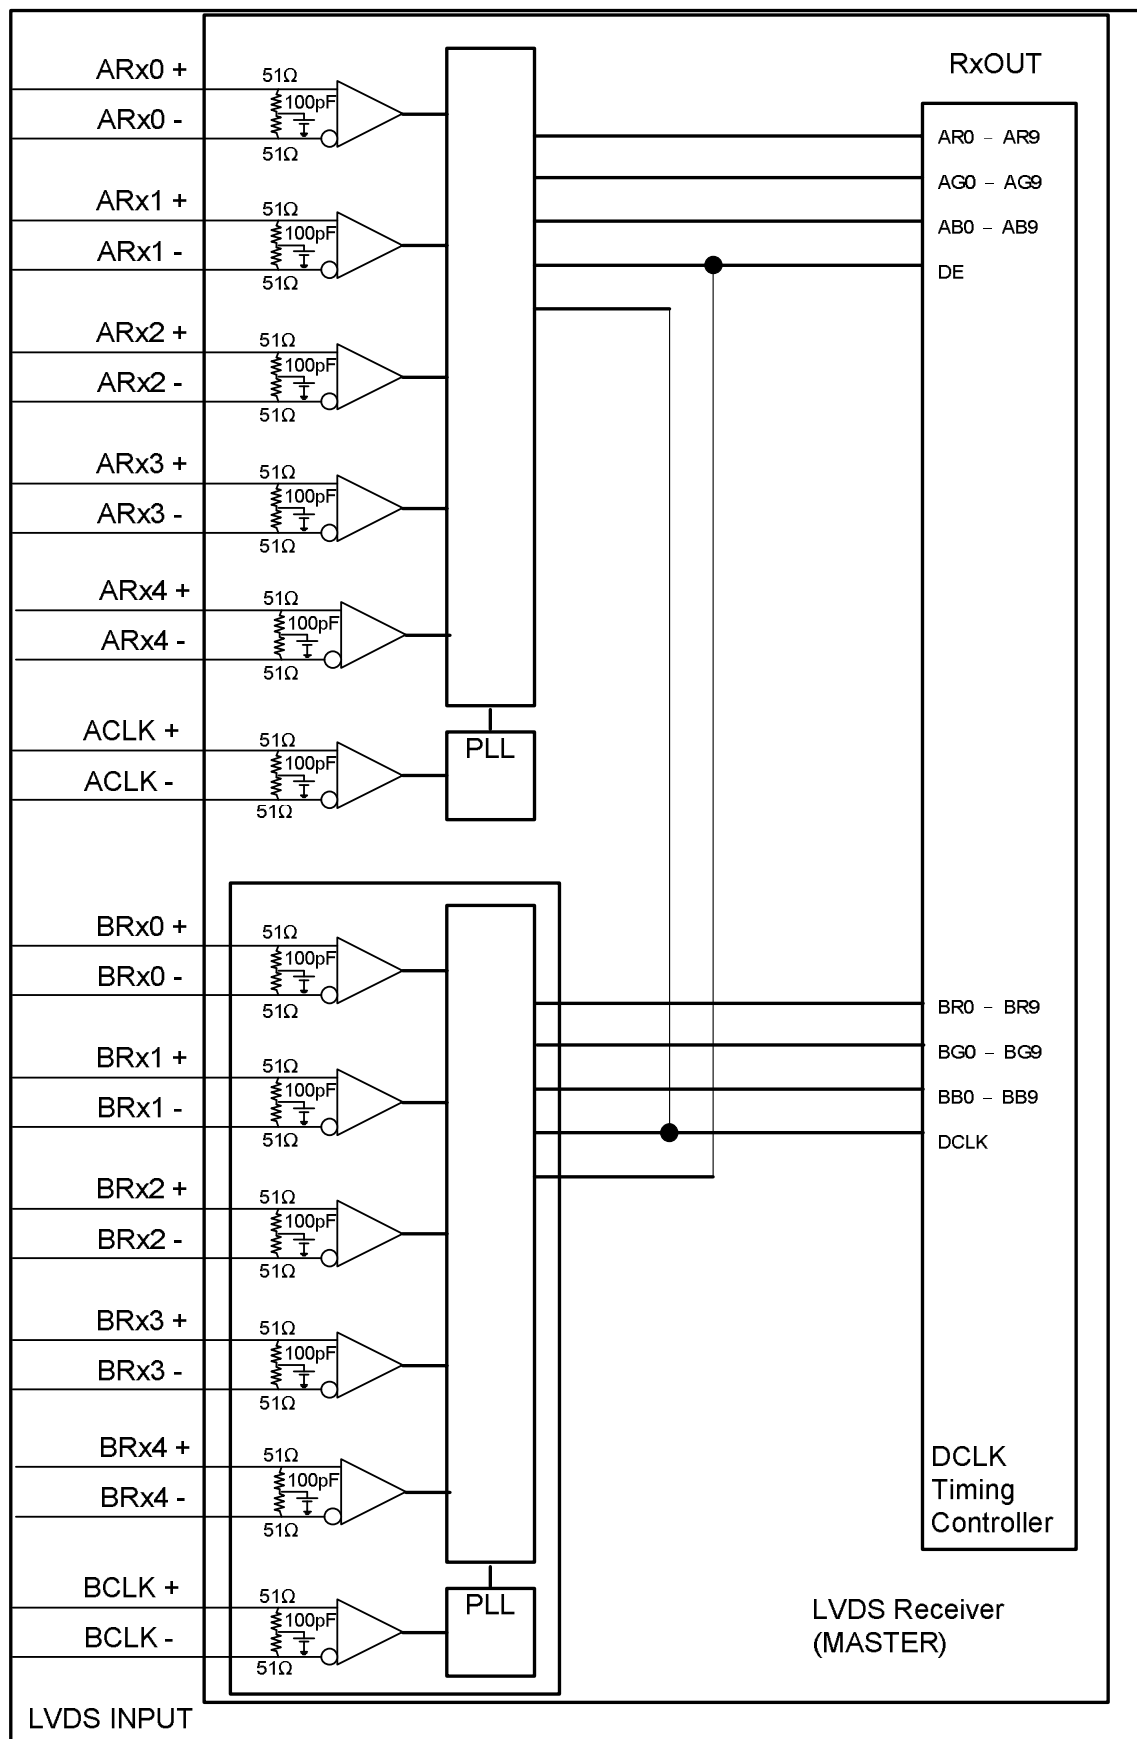 RxOUT
ARx0 +
51Ω
100pF
ARx0 -
51Ω
AR0 - AR9
AG0 - AG9
ARx1 +
51Ω
100pF
AB0 - AB9
ARx1 -
51Ω
DE
ARx2 +
51Ω
100pF
ARx2 -
51Ω
ARx3 +
51Ω
100pF
ARx3 -
51Ω
ARx4 +
51Ω
100pF
ARx4 -
51Ω
ACLK +
51Ω
100pF
PLL
ACLK -
51Ω
BRx0 +
51Ω
100pF
BRx0 -
51Ω
BR0 - BR9
BG0 - BG9
BRx1 +
51Ω
100pF
BB0 - BB9
BRx1 -
51Ω
DCLK
BRx2 +
51Ω
100pF
BRx2 -
51Ω
BRx3 +
51Ω
100pF
BRx3 -
51Ω
BRx4 +
51Ω
100pF
BRx4 -
51Ω
DCLK
Timing
Controller
BCLK +
51Ω
100pF
PLL
BCLK -
51Ω
LVDS Receiver
(MASTER)
LVDS INPUT